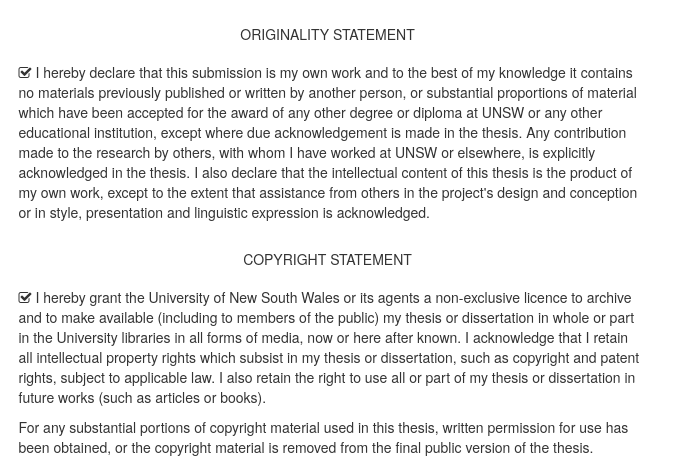 ORIGINALITY STATEMENT
☑ I hereby declare that this submission is my own work and to the best of my knowledge it contains
no materials previously published or written by another person, or substantial proportions of material
which have been accepted for the award of any other degree or diploma at UNSW or any other
educational institution, except where due acknowledgement is made in the thesis. Any contribution
made to the research by others, with whom I have worked at UNSW or elsewhere, is explicitly
acknowledged in the thesis. I also declare that the intellectual content of this thesis is the product of
my own work, except to the extent that assistance from others in the project's design and conception
or in style, presentation and linguistic expression is acknowledged.
COPYRIGHT STATEMENT
☑ I hereby grant the University of New South Wales or its agents a non-exclusive licence to archive
and to make available (including to members of the public) my thesis or dissertation in whole or part
in the University libraries in all forms of media, now or here after known. I acknowledge that I retain
all intellectual property rights which subsist in my thesis or dissertation, such as copyright and patent
rights, subject to applicable law. I also retain the right to use all or part of my thesis or dissertation in
future works (such as articles or books).
For any substantial portions of copyright material used in this thesis, written permission for use has
been obtained, or the copyright material is removed from the final public version of the thesis.